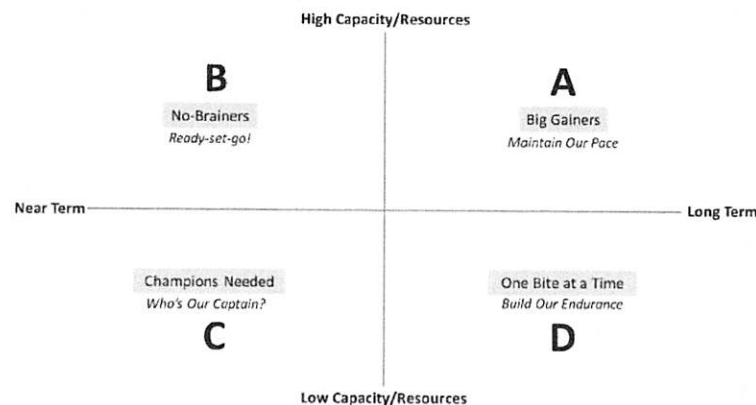 High Capacity/Resources
B
No-Brainers
Ready-set-go!
A
Big Gainers
Maintain Our Pace
Near Term
Long Term
Champions Needed
Who's Our Captain?
C
One Bite at a Time
Build Our Endurance
D
Low Capacity/Resources